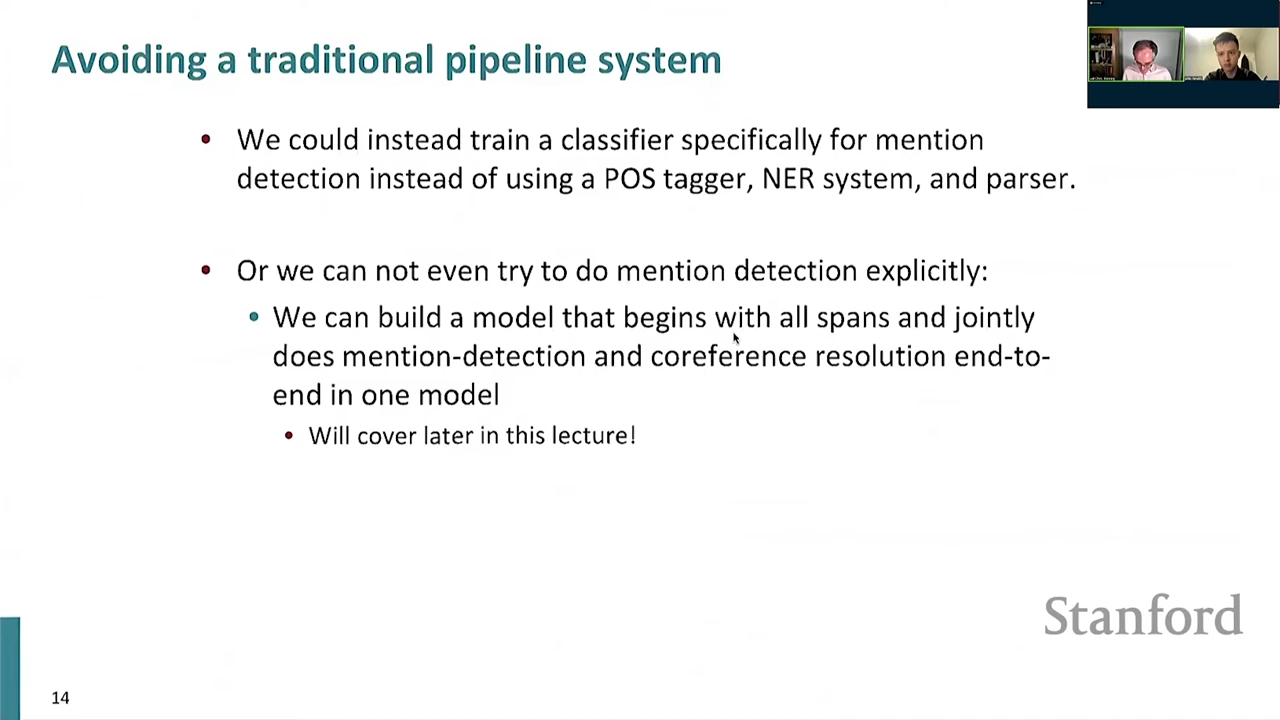 Avoiding a traditional pipeline system
• We could instead train a classifier specifically for mention
detection instead of using a POS tagger, NER system, and parser.
• Or we can not even try to do mention detection explicitly:
• We can build a model that begins with all spans and jointly
does mention-detection and coreference resolution end-to-
end in one model
• Will cover later in this lecture!
Stanford
14